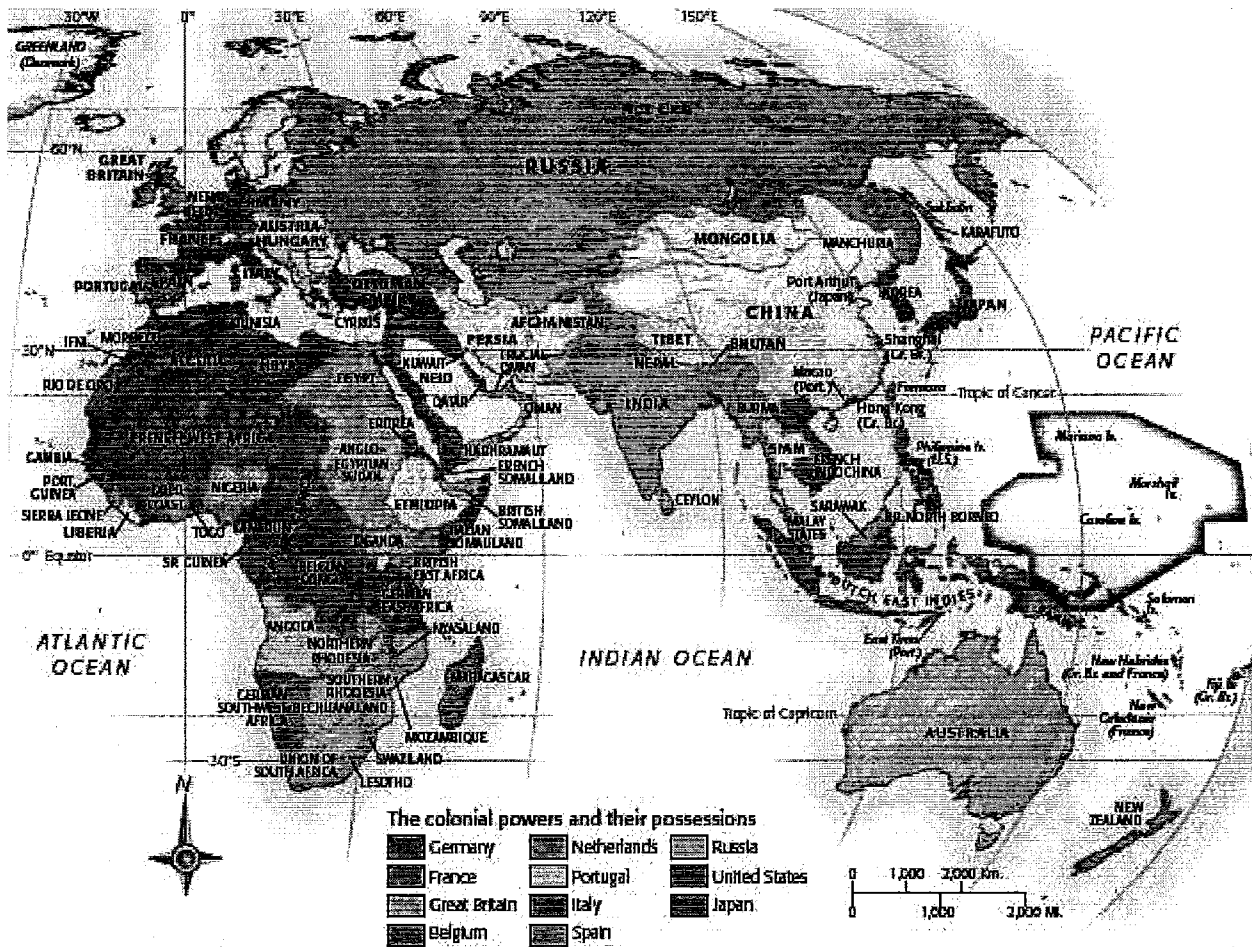 30°W
0°
30°E
60°E
90°E
120°E
150°E
GREENLAND
(Denmark)
60°N
GREAT
BRITAIN
RUSSIA
GERMANY
AUSTRIA-
HUNGARY
FRANCE
ITALY
PORTUGAL
OTTOMAN
EMPIRE
MONGOLIA
MANCHURIA
Sakhalin
KARAFUTO
Port Arthur
(Japan)
KOREA
JAPAN
CHINA
TUNISIA
CYPRUS
AFGHANISTAN
PERSIA
TIBET
BHUTAN
NEPAL
Shanghai
(Gr. Br.)
PACIFIC
OCEAN
IFNI
MOROCCO
30°N
ALGERIA
LIBYA
KUWAIT
NEJD
TRUCIAL
OMAN
RIO DE ORO
EGYPT
QATAR
OMAN
INDIA
BURMA
Macao
(Port.)
Formosa
Tropic of Cancer
Hong Kong
(Gr. Br.)
ERITREA
FRENCH WEST AFRICA
ANGLO-
EGYPTIAN
SUDAN
HADHRAMAUT
FRENCH
SOMALILAND
SIAM
FRENCH
INDOCHINA
Philippine Is.
(U.S.)
Mariana Is.
Marshall
Is.
Caroline Is.
GAMBIA
PORT.
GUINEA
NIGERIA
ETHIOPIA
SIERRA LEONE
LIBERIA
GOLD
COAST
TOGO
BRITISH
SOMALILAND
CEYLON
SARAWAK
BR. NORTH BORNEO
MALAY
STATES
ITALIAN
SOMALILAND
UGANDA
0° Equator
SP. GUINEA
BELGIAN
CONGO
BRITISH
EAST AFRICA
GERMAN
EAST AFRICA
DUTCH EAST INDIES
Solomon
Is.
ATLANTIC
OCEAN
ANGOLA
NORTHERN
RHODESIA
NYASALAND
East Timor
(Port.)
INDIAN OCEAN
New Hebrides
(Gr. Br. and France)
Fiji Is.
(Gr. Br.)
SOUTHERN
RHODESIA
MADAGASCAR
GERMAN
SOUTHWEST
AFRICA
BECHUANALAND
New
Caledonia
(France)
Tropic of Capricorn
AUSTRALIA
MOZAMBIQUE
UNION OF
SOUTH AFRICA
SWAZILAND
30°S
LESOTHO
N
NEW
ZEALAND
The colonial powers and their possessions
Germany
Netherlands
Russia
France
Portugal
United States
Great Britain
Italy
Japan
Belgium
Spain
0 1,000 2,000 Km.
0 1,000 2,000 Mi.